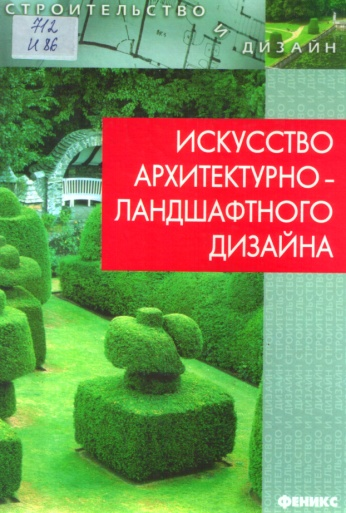 СТРОИТЕЛЬСТВО И ДИЗАЙН
712
И 86
ИСКУССТВО
АРХИТЕКТУРНО-
ЛАНДШАФТНОГО
ДИЗАЙНА
ФЕНИКС